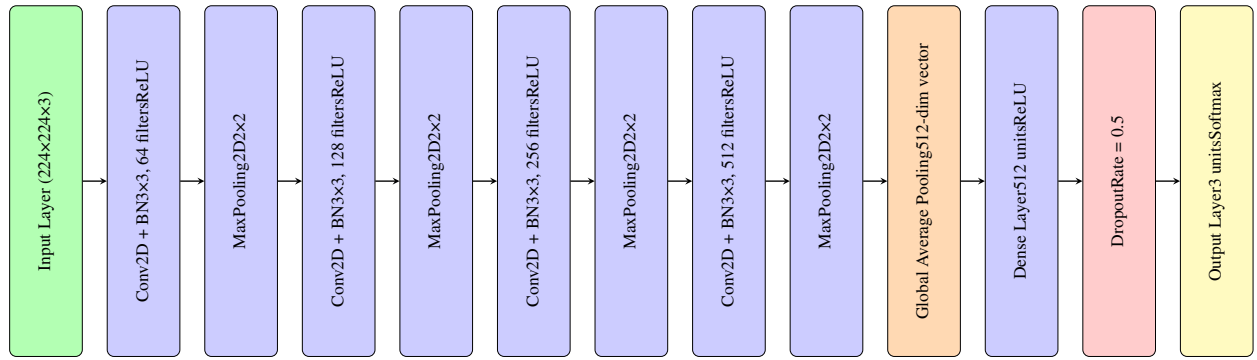 Input Layer (224×224×3)
Conv2D + BN3×3, 64 filtersReLU
MaxPooling2D2×2
Conv2D + BN3×3, 128 filtersReLU
MaxPooling2D2×2
Conv2D + BN3×3, 256 filtersReLU
MaxPooling2D2×2
Conv2D + BN3×3, 512 filtersReLU
MaxPooling2D2×2
Global Average Pooling512-dim vector
Dense Layer512 unitsReLU
DropoutRate = 0.5
Output Layer3 unitsSoftmax